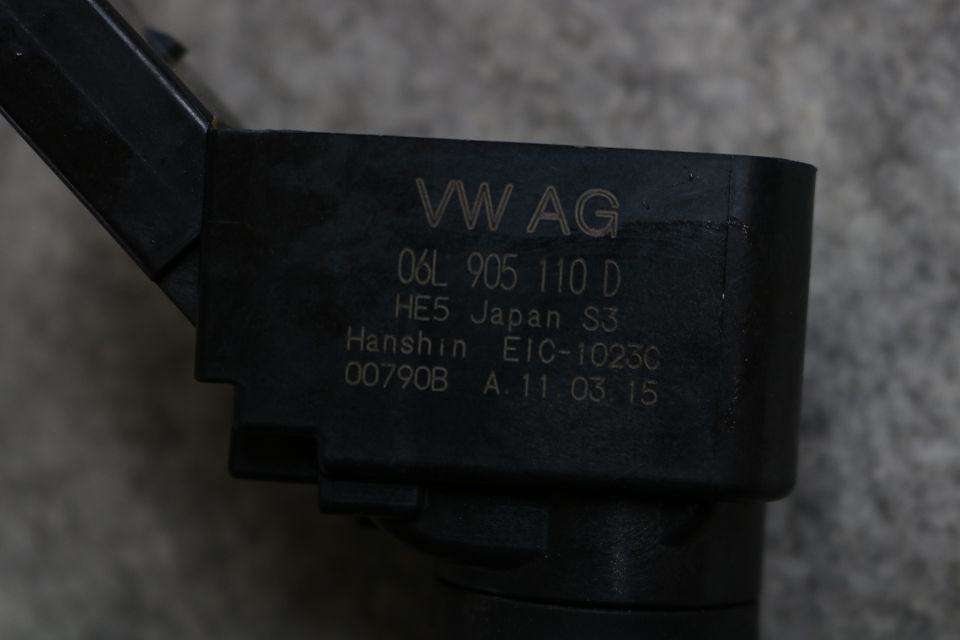 VW AG
06L 905 110 D
HE5 Japan S3
Hanshin EIC-1023C
00790B A.11.03.15